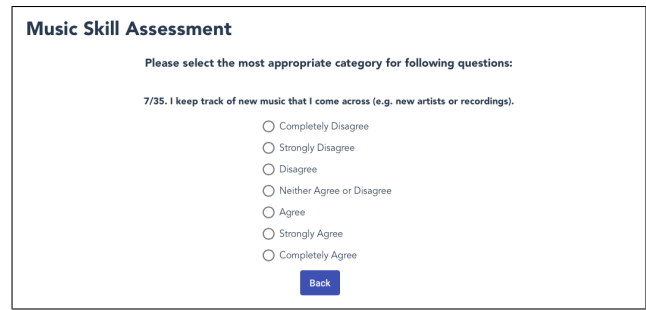 Music Skill Assessment
Please select the most appropriate category for following questions:
7/35. I keep track of new music that I come across (e.g. new artists or recordings).
Completely Disagree
Strongly Disagree
Disagree
Neither Agree or Disagree
Agree
Strongly Agree
Completely Agree
Back